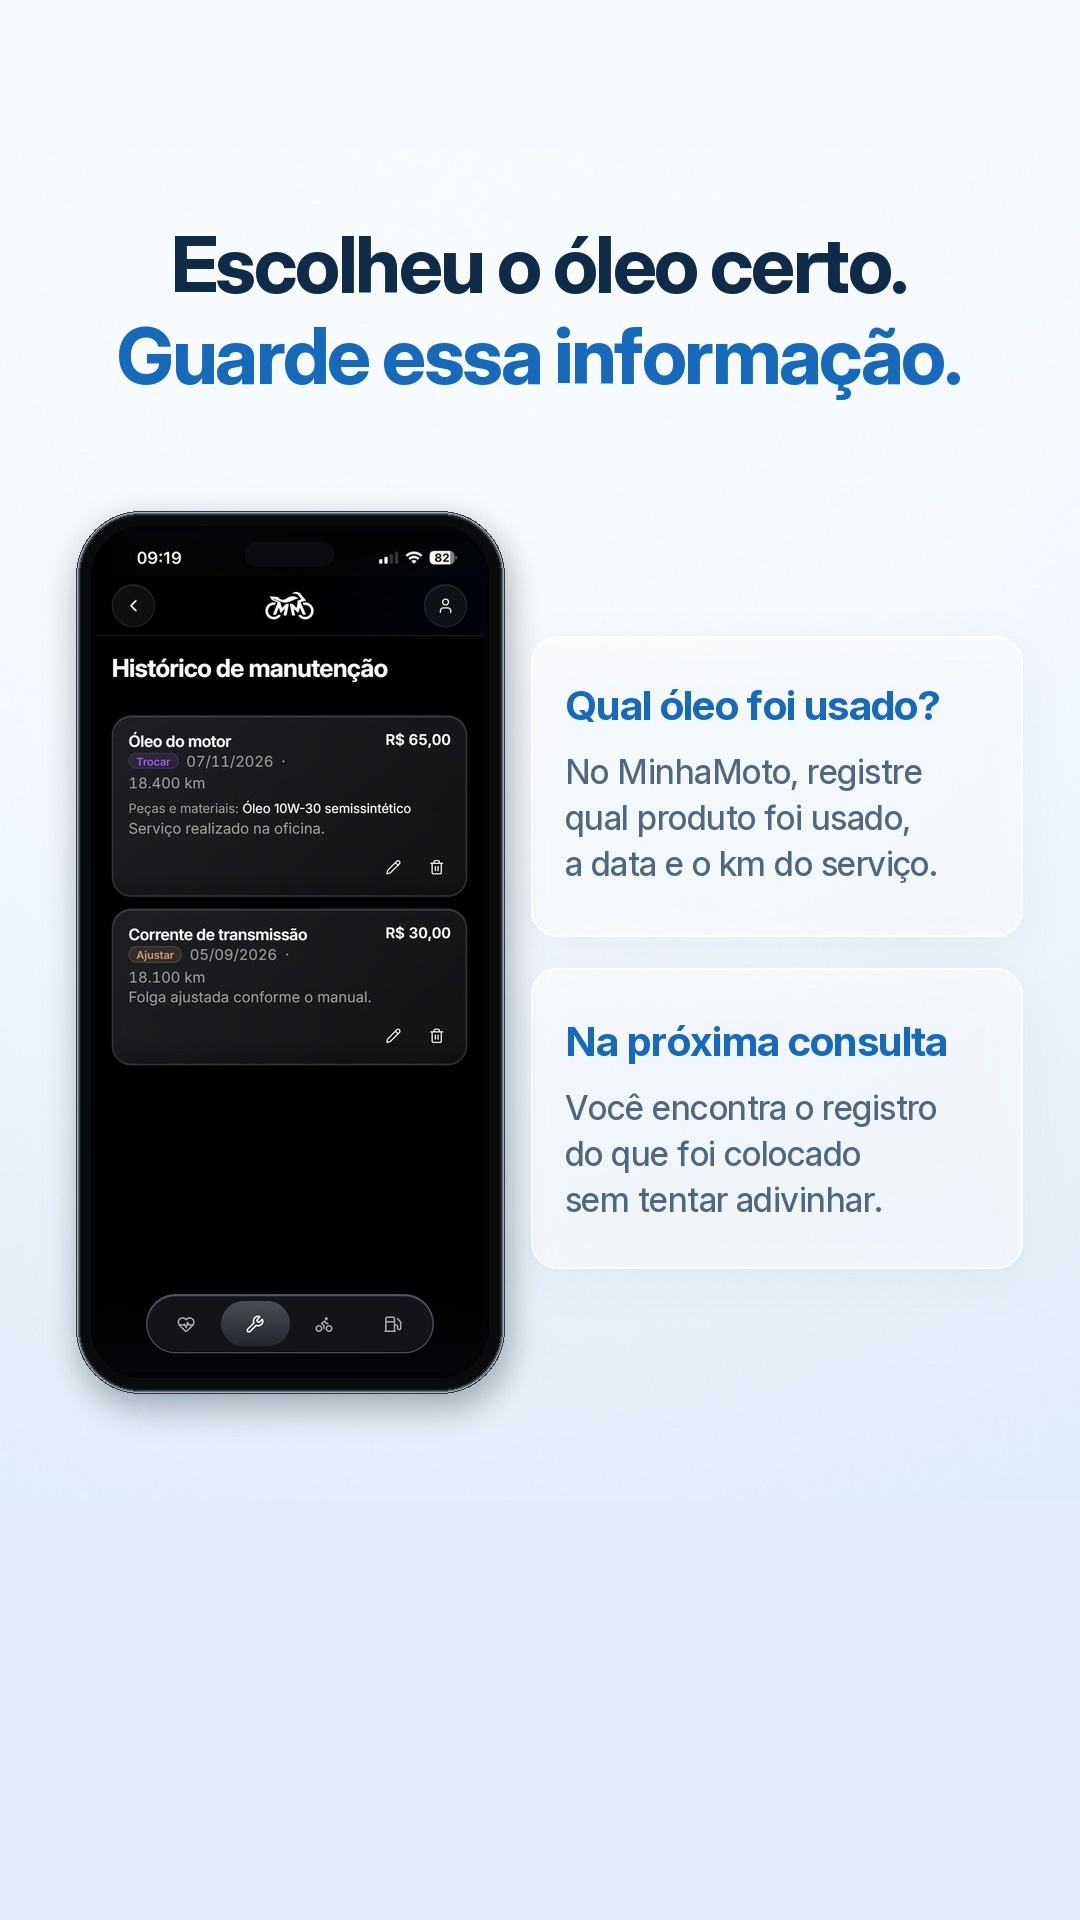 Escolheu o óleo certo.
Guarde essa informação.
09:19
82
MM
Histórico de manutenção
Óleo do motor
R$ 65,00
Trocar 07/11/2026 ·
18.400 km
Peças e materiais: Óleo 10W-30 semissintético
Serviço realizado na oficina.
Corrente de transmissão
R$ 30,00
Ajustar 05/09/2026 ·
18.100 km
Folga ajustada conforme o manual.
Qual óleo foi usado?
No MinhaMoto, registre
qual produto foi usado,
a data e o km do serviço.
Na próxima consulta
Você encontra o registro
do que foi colocado
sem tentar adivinhar.